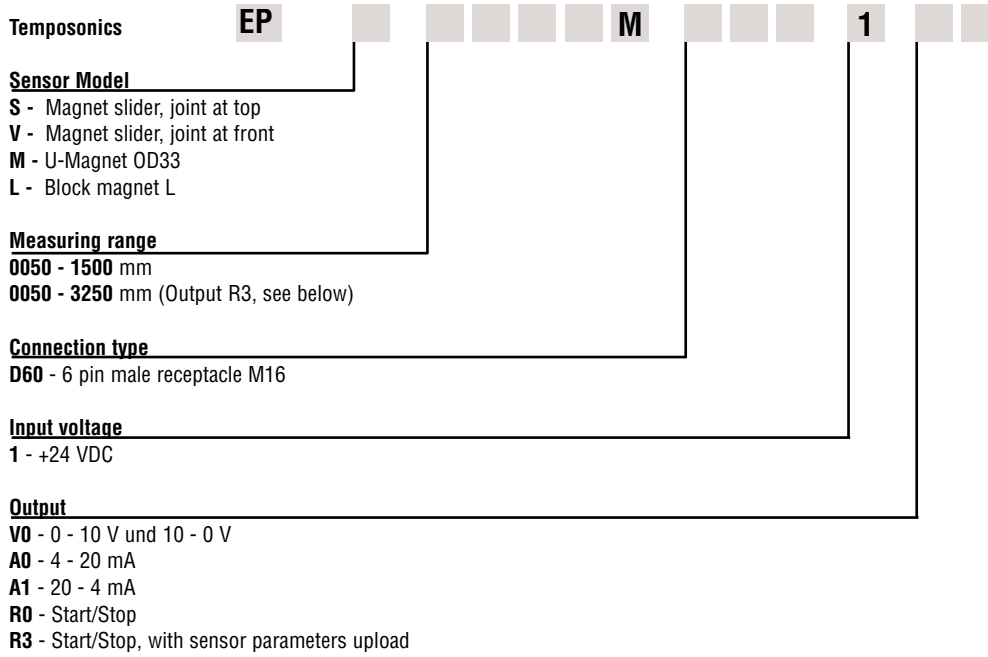 Temposonics EP M 1
Sensor Model
S - Magnet slider, joint at top
V - Magnet slider, joint at front
M - U-Magnet OD33
L - Block magnet L
Measuring range
0050 - 1500 mm
0050 - 3250 mm (Output R3, see below)
Connection type
D60 - 6 pin male receptacle M16
Input voltage
1 - +24 VDC
Output
V0 - 0 - 10 V und 10 - 0 V
A0 - 4 - 20 mA
A1 - 20 - 4 mA
R0 - Start/Stop
R3 - Start/Stop, with sensor parameters upload